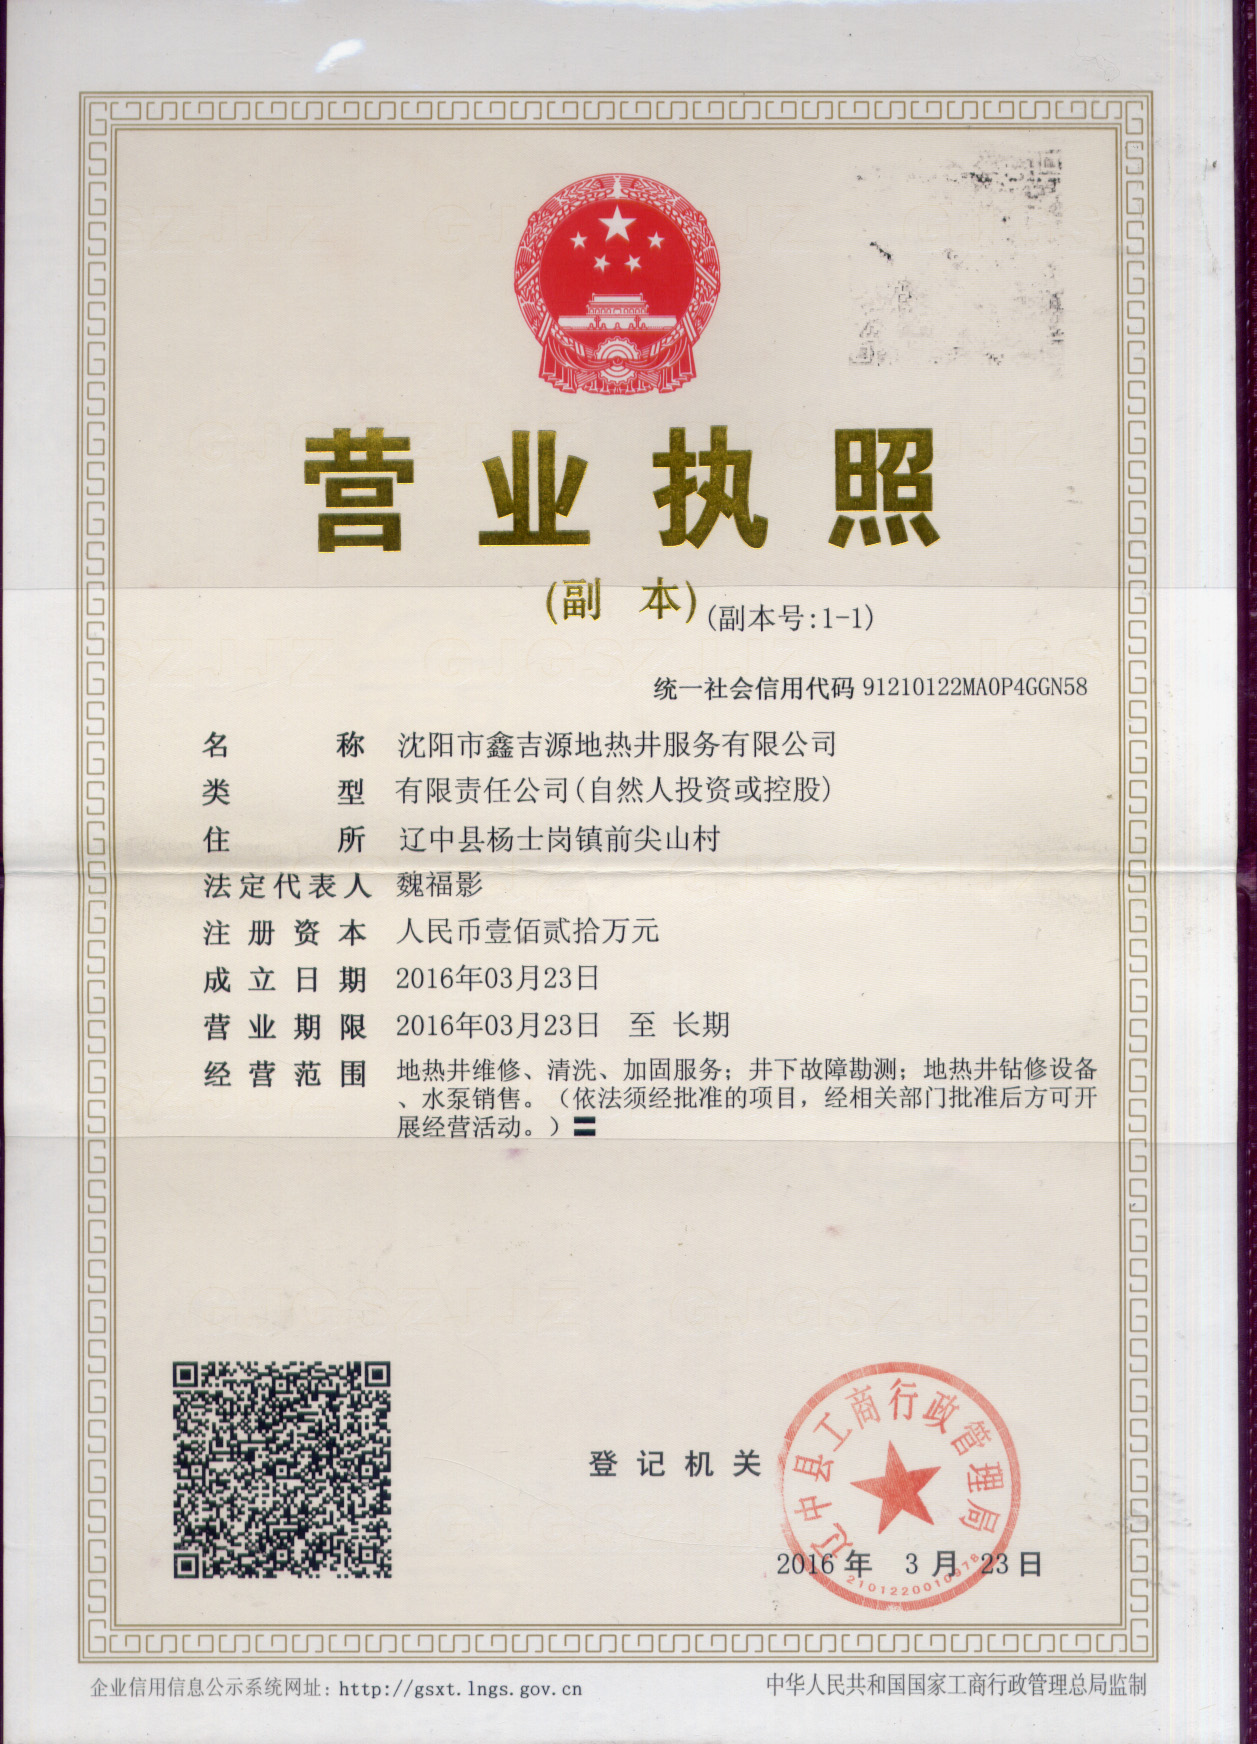 营业执照
(副 本) (副本号:1-1)
统一社会信用代码 91210122MA0P4GGN58
名 称 沈阳市鑫吉源地热井服务有限公司
类 型 有限责任公司(自然人投资或控股)
住 所 辽中县杨士岗镇前尖山村
法定代表人 魏福影
注册资本 人民币壹佰贰拾万元
成立日期 2016年03月23日
营业期限 2016年03月23日 至 长期
经营范围 地热井维修、清洗、加固服务；井下故障勘测；地热井钻修设备
、水泵销售。（依法须经批准的项目，经相关部门批准后方可开
展经营活动。）〓
登记机关
辽中县工商行政管理局
2016 年 3 月 23 日
2101220010978
企业信用信息公示系统网址：http://gsxt.lngs.gov.cn
中华人民共和国国家工商行政管理总局监制